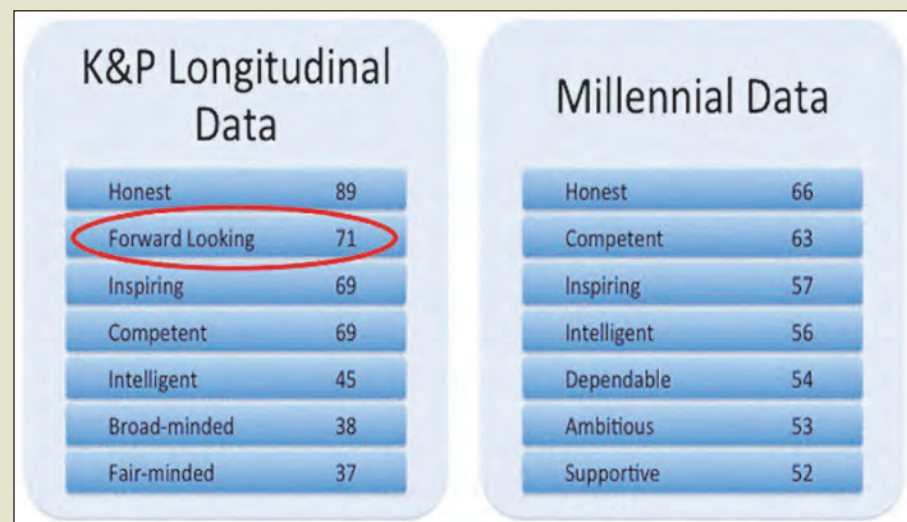 K&P Longitudinal
Data
Honest 89
Forward Looking 71
Inspiring 69
Competent 69
Intelligent 45
Broad-minded 38
Fair-minded 37
Millennial Data
Honest 66
Competent 63
Inspiring 57
Intelligent 56
Dependable 54
Ambitious 53
Supportive 52